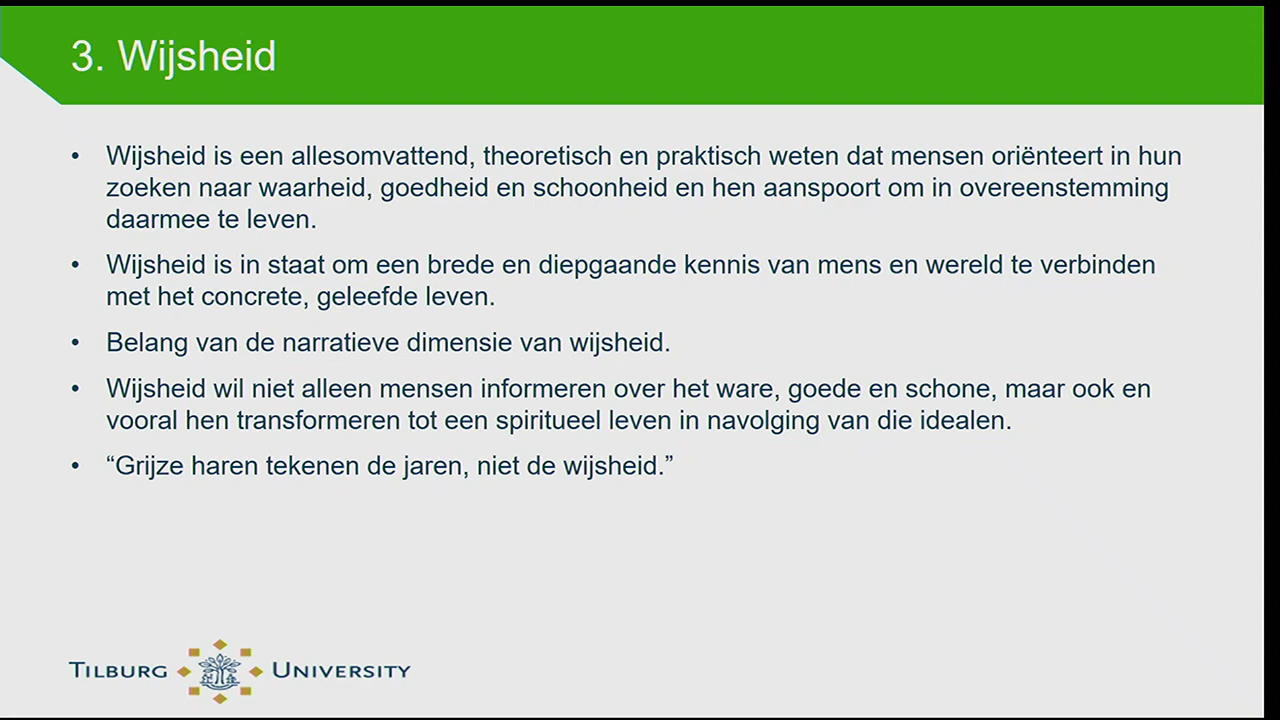 3. Wijsheid
• Wijsheid is een allesomvattend, theoretisch en praktisch weten dat mensen oriënteert in hun
zoeken naar waarheid, goedheid en schoonheid en hen aanspoort om in overeenstemming
daarmee te leven.
• Wijsheid is in staat om een brede en diepgaande kennis van mens en wereld te verbinden
met het concrete, geleefde leven.
• Belang van de narratieve dimensie van wijsheid.
• Wijsheid wil niet alleen mensen informeren over het ware, goede en schone, maar ook en
vooral hen transformeren tot een spiritueel leven in navolging van die idealen.
• “Grijze haren tekenen de jaren, niet de wijsheid.”
TILBURG UNIVERSITY